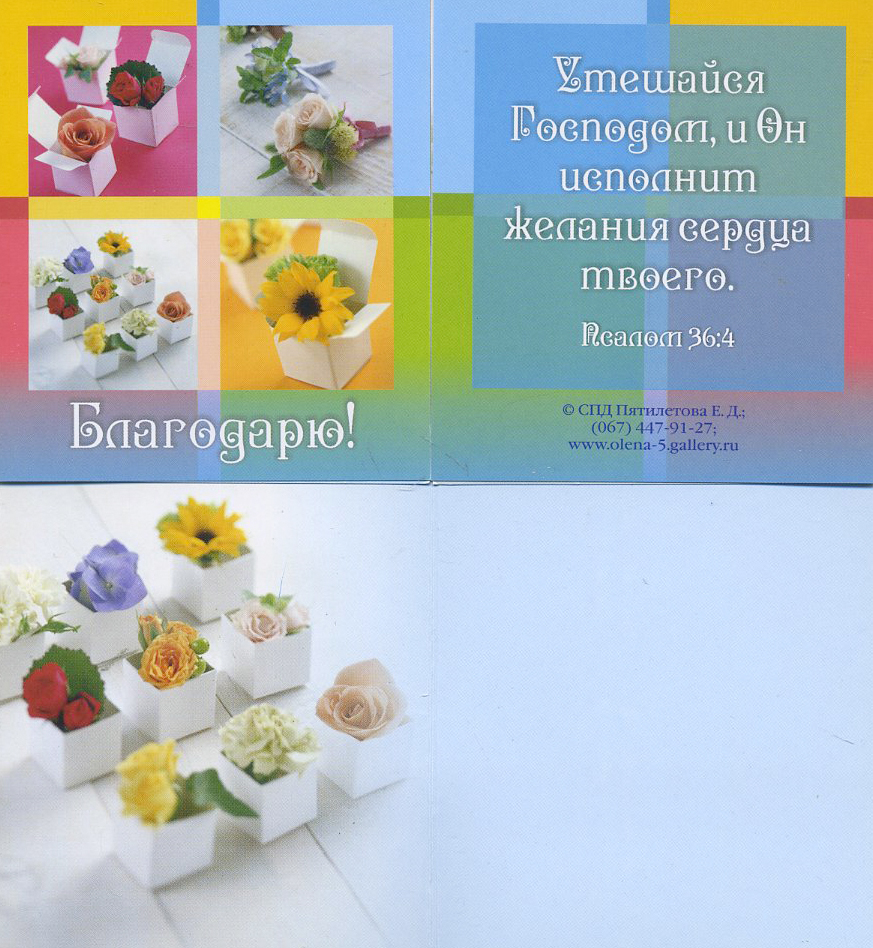 Благодарю!
Утешайся
Господом, и Он
исполнит
желания сердца
твоего.
Псалом 36:4
© СПД Пятилетова Е. Д.;
(067) 447-91-27;
www.olena-5.gallery.ru